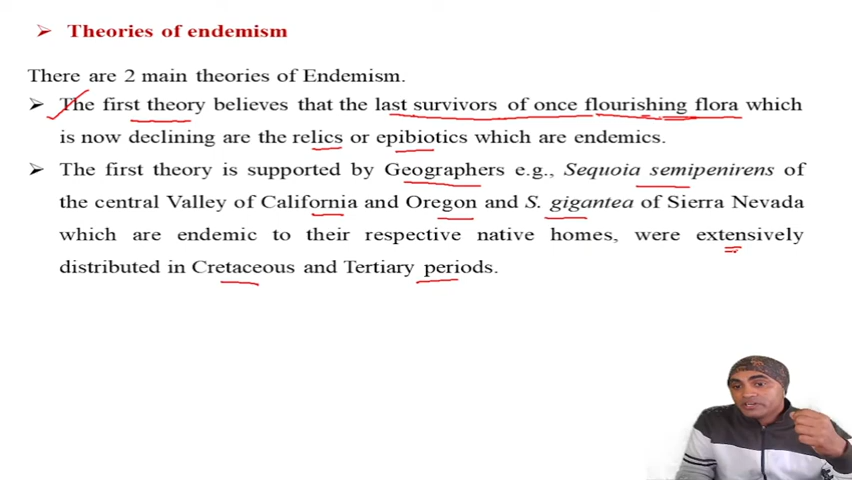 Theories of endemism
There are 2 main theories of Endemism.
The first theory believes that the last survivors of once flourishing flora which
is now declining are the relics or epibiotics which are endemics.
The first theory is supported by Geographers e.g., Sequoia semipenirens of
the central Valley of California and Oregon and S. gigantea of Sierra Nevada
which are endemic to their respective native homes, were extensively
distributed in Cretaceous and Tertiary periods.